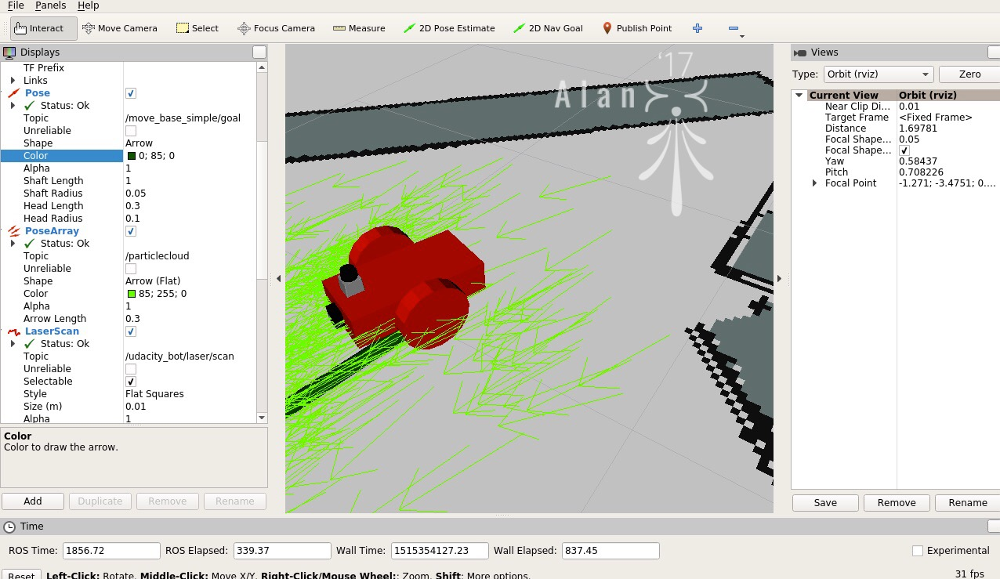 File Panels Help
Interact Move Camera Select Focus Camera Measure 2D Pose Estimate 2D Nav Goal Publish Point
Displays
TF Prefix
Links
Pose
Status: Ok
Topic /move_base_simple/goal
Unreliable
Shape Arrow
Color 0; 85; 0
Alpha 1
Shaft Length 1
Shaft Radius 0.05
Head Length 0.3
Head Radius 0.1
PoseArray
Status: Ok
Topic /particlecloud
Unreliable
Shape Arrow (Flat)
Color 85; 255; 0
Alpha 1
Arrow Length 0.3
LaserScan
Status: Ok
Topic /udacity_bot/laser/scan
Unreliable
Selectable
Style Flat Squares
Size (m) 0.01
Alpha 1
Color
Color to draw the arrow.
Add Duplicate Remove Rename
'17
Alan
Views
Type: Orbit (rviz) Zero
Current View Orbit (rviz)
Near Clip Di... 0.01
Target Frame <Fixed Frame>
Distance 1.69781
Focal Shape... 0.05
Focal Shape...
Yaw 0.58437
Pitch 0.708226
Focal Point -1.271; -3.4751; 0....
Save Remove Rename
Time
ROS Time: 1856.72 ROS Elapsed: 339.37 Wall Time: 1515354127.23 Wall Elapsed: 837.45 Experimental
Reset Left-Click: Rotate. Middle-Click: Move X/Y. Right-Click/Mouse Wheel:: Zoom. Shift: More options. 31 fps